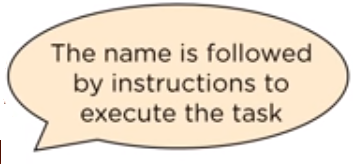 The name is followed
by instructions to
execute the task